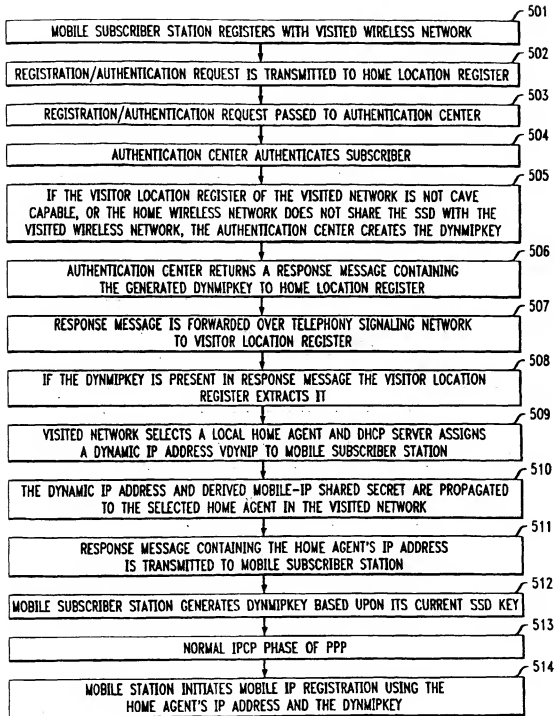 501
MOBILE SUBSCRIBER STATION REGISTERS WITH VISITED WIRELESS NETWORK
502
REGISTRATION/AUTHENTICATION REQUEST IS TRANSMITTED TO HOME LOCATION REGISTER
503
REGISTRATION/AUTHENTICATION REQUEST PASSED TO AUTHENTICATION CENTER
504
AUTHENTICATION CENTER AUTHENTICATES SUBSCRIBER
505
IF THE VISITOR LOCATION REGISTER OF THE VISITED NETWORK IS NOT CAVE
CAPABLE, OR THE HOME WIRELESS NETWORK DOES NOT SHARE THE SSD WITH THE
VISITED WIRELESS NETWORK, THE AUTHENTICATION CENTER CREATES THE DYNMIPKEY
506
AUTHENTICATION CENTER RETURNS A RESPONSE MESSAGE CONTAINING
THE GENERATED DYNMIPKEY TO HOME LOCATION REGISTER
507
RESPONSE MESSAGE IS FORWARDED OVER TELEPHONY SIGNALING NETWORK
TO VISITOR LOCATION REGISTER
508
IF THE DYNMIPKEY IS PRESENT IN RESPONSE MESSAGE THE VISITOR LOCATION
REGISTER EXTRACTS IT
509
VISITED NETWORK SELECTS A LOCAL HOME AGENT AND DHCP SERVER ASSIGNS
A DYNAMIC IP ADDRESS VDYNIP TO MOBILE SUBSCRIBER STATION
510
THE DYNAMIC IP ADDRESS AND DERIVED MOBILE-IP SHARED SECRET ARE PROPAGATED
TO THE SELECTED HOME AGENT IN THE VISITED NETWORK
511
RESPONSE MESSAGE CONTAINING THE HOME AGENT'S IP ADDRESS
IS TRANSMITTED TO MOBILE SUBSCRIBER STATION
512
MOBILE SUBSCRIBER STATION GENERATES DYNMIPKEY BASED UPON ITS CURRENT SSD KEY
513
NORMAL IPCP PHASE OF PPP
514
MOBILE STATION INITIATES MOBILE IP REGISTRATION USING THE
HOME AGENT'S IP ADDRESS AND THE DYNMIPKEY